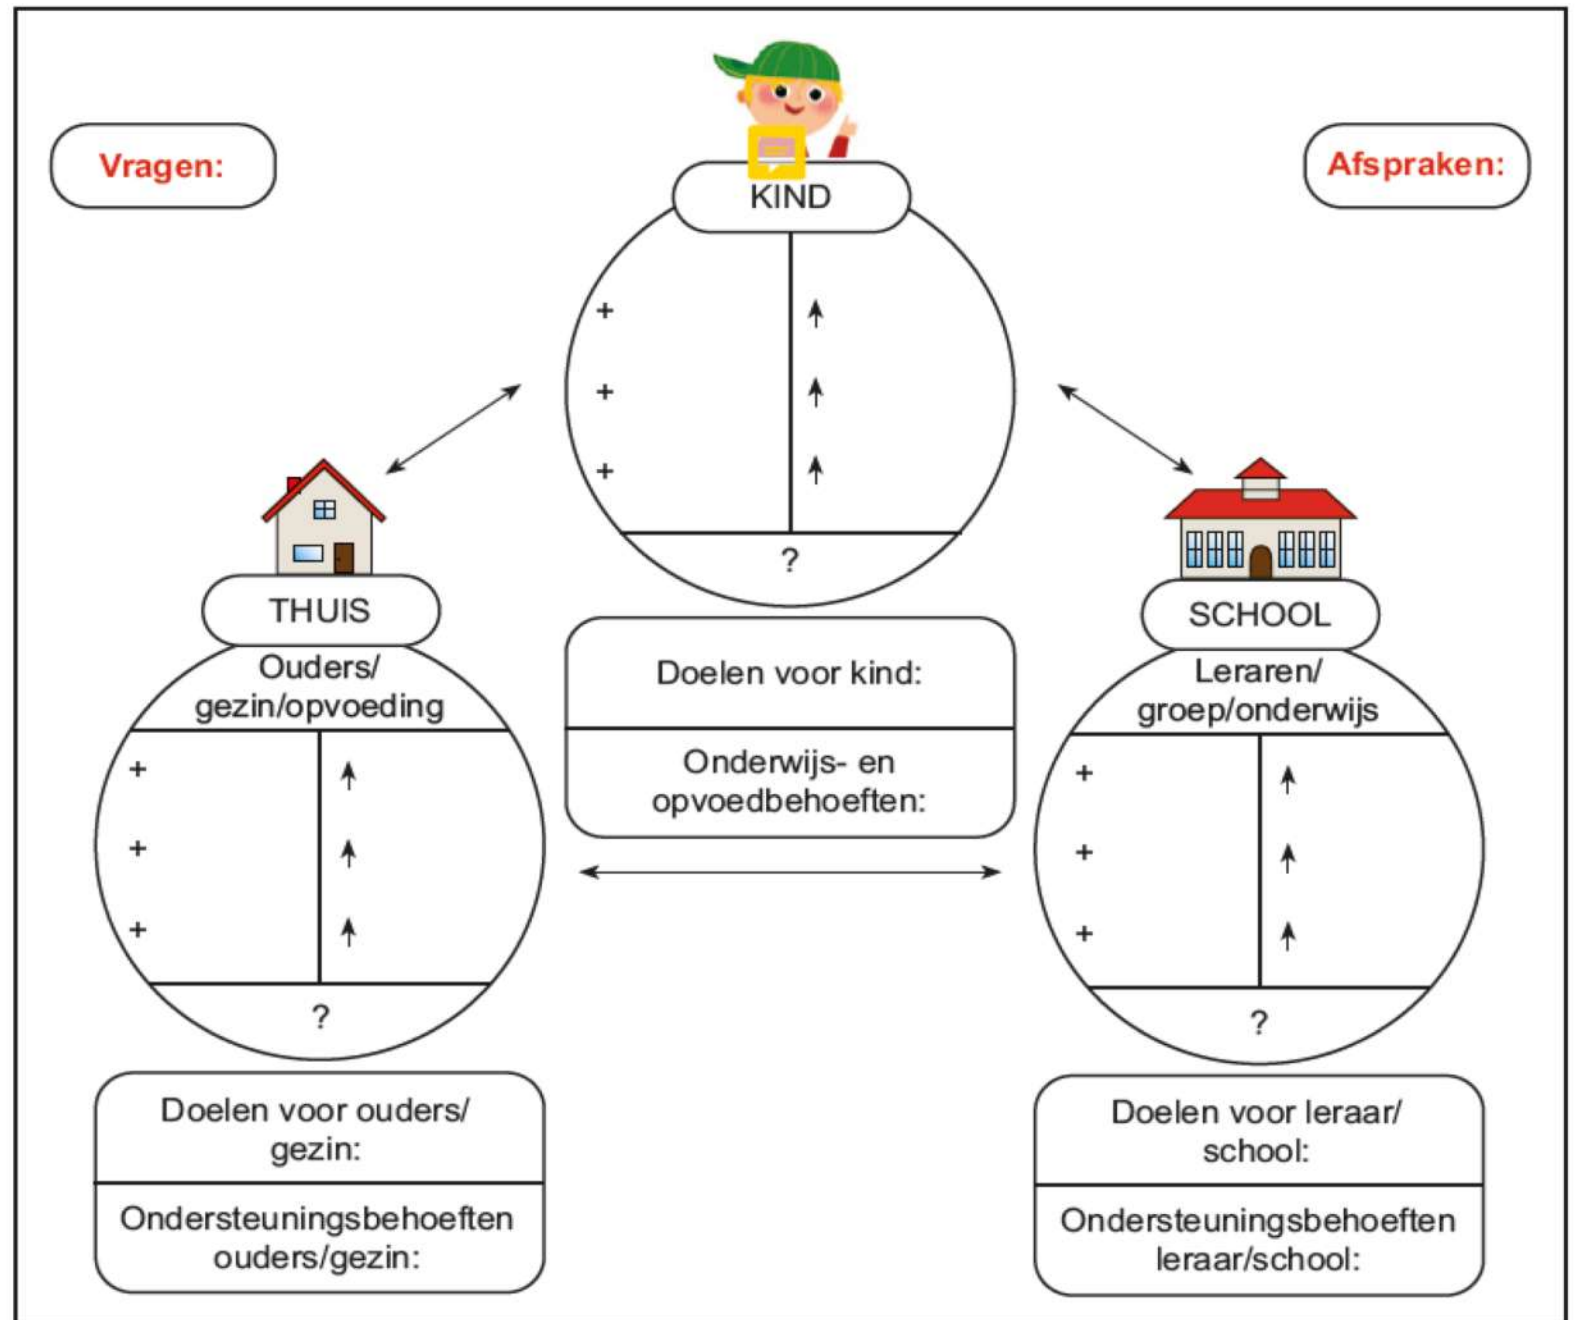 Vragen:
Afspraken:
KIND
+
↑
+
↑
+
↑
?
THUIS
Ouders/
gezin/opvoeding
+
↑
+
↑
+
↑
?
Doelen voor kind:
Onderwijs- en
opvoedbehoeften:
SCHOOL
Leraren/
groep/onderwijs
+
↑
+
↑
+
↑
?
Doelen voor ouders/
gezin:
Ondersteuningsbehoeften
ouders/gezin:
Doelen voor leraar/
school:
Ondersteuningsbehoeften
leraar/school: